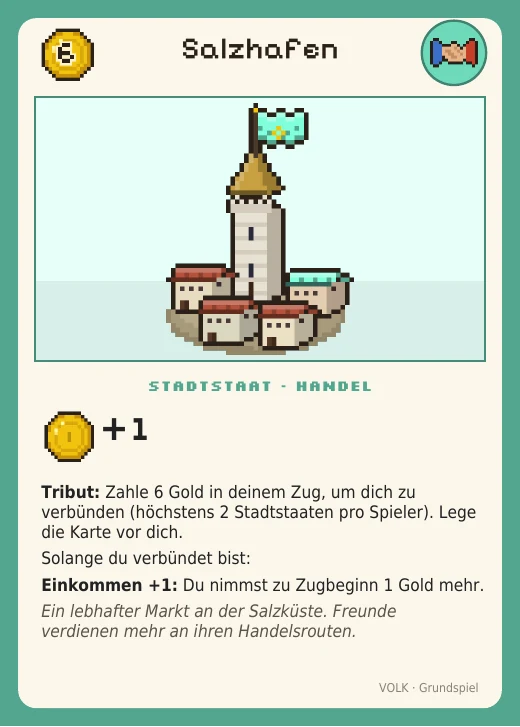 6
Salzhafen
STADTSTAAT - HANDEL
+1
Tribut: Zahle 6 Gold in deinem Zug, um dich zu
verbünden (höchstens 2 Stadtstaaten pro Spieler). Lege
die Karte vor dich.
Solange du verbündet bist:
Einkommen +1: Du nimmst zu Zugbeginn 1 Gold mehr.
Ein lebhafter Markt an der Salzküste. Freunde
verdienen mehr an ihren Handelsrouten.
VOLK · Grundspiel